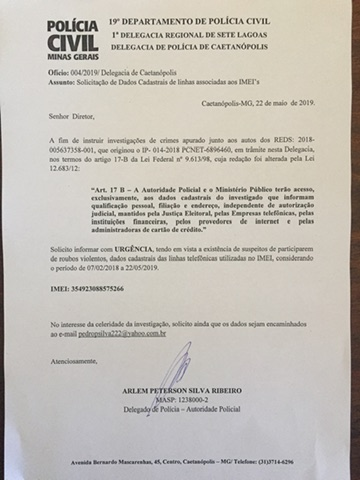 POLÍCIA
CIVIL
MINAS GERAIS
19º DEPARTAMENTO DE POLÍCIA CIVIL
1ª DELEGACIA REGIONAL DE SETE LAGOAS
DELEGACIA DE POLÍCIA DE CAETANÓPOLIS
Ofício: 004/2019/ Delegacia de Caetanópolis
Assunto: Solicitação de Dados Cadastrais de linhas associadas aos IMEI's
Caetanópolis-MG, 22 de maio de 2019.
Senhor Diretor,
A fim de instruir investigações de crimes apurado junto aos autos dos REDS: 2018-
005637358-001, que originou o IP- 014-2018 PCNET-6896460, em trâmite nesta Delegacia,
nos termos do artigo 17-B da Lei Federal nº 9.613/98, cuja redação foi alterada pela Lei
12.683/12:
"Art. 17 B – A Autoridade Policial e o Ministério Público terão acesso,
exclusivamente, aos dados cadastrais do investigado que informam
qualificação pessoal, filiação e endereço, independente de autorização
judicial, mantidos pela Justiça Eleitoral, pelas Empresas telefônicas, pelas
instituições financeiras, pelos provedores de internet e pelas
administradoras de cartão de crédito."
Solicito informar com URGÊNCIA, tendo em vista a existência de suspeitos de participarem
de roubos violentos, dados cadastrais das linhas telefônicas utilizadas no IMEI, considerando
o período de 07/02/2018 a 22/05/2019.
IMEI: 354923088575266
No interesse da celeridade da investigação, solicito ainda que os dados sejam encaminhados
ao e-mail pedropsilva222@yahoo.com.br
Atenciosamente,
ARLEM PETERSON SILVA RIBEIRO
MASP: 1238000-2
Delegado de Polícia – Autoridade Policial
Avenida Bernardo Mascarenhas, 45, Centro, Caetanópolis – MG/ Telefone: (31)3714-6296